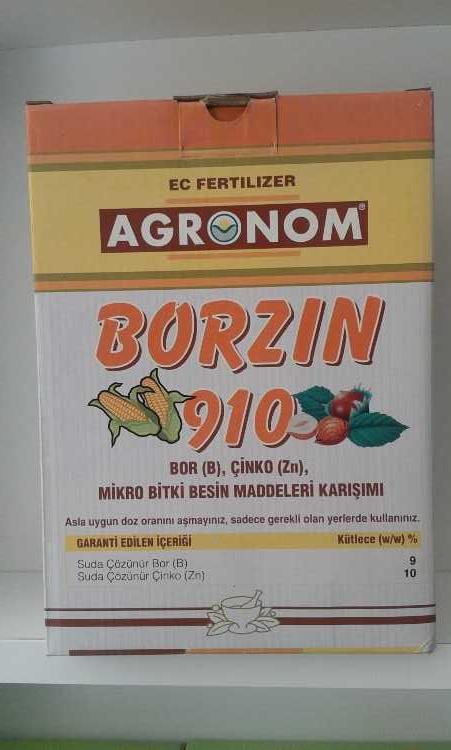 EC FERTILIZER
AGRONOM®
BORZIN
910
BOR (B), ÇİNKO (Zn),
MİKRO BİTKİ BESİN MADDELERİ KARIŞIMI
Asla uygun doz oranını aşmayınız, sadece gerekli olan yerlerde kullanınız.
GARANTİ EDİLEN İÇERİĞİ Kütlece (w/w) %
Suda Çözünür Bor (B) 9
Suda Çözünür Çinko (Zn) 10